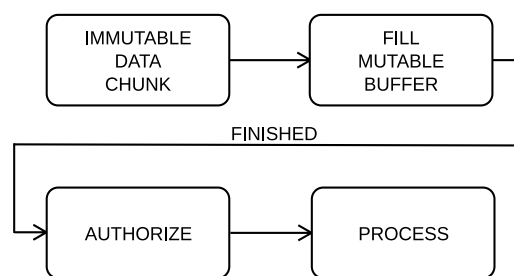 IMMUTABLE
DATA
CHUNK
FILL
MUTABLE
BUFFER
FINISHED
AUTHORIZE
PROCESS